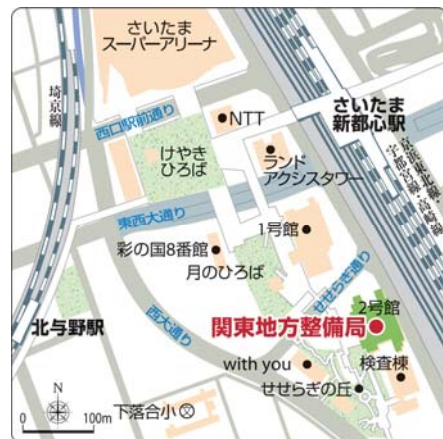 さいたま
スーパーアリーナ
埼京線
西口駅前通り
NTT
さいたま
新都心駅
けやき
ひろば
ランド
アクシスタワー
京浜東北線・
宇都宮線・高崎線
東西大通り
1号館
彩の国8番館
月のひろば
せせらぎ通り
西大通り
2号館
関東地方整備局
北与野駅
with you
検査棟
せせらぎの丘
N
0 100m
下落合小
文